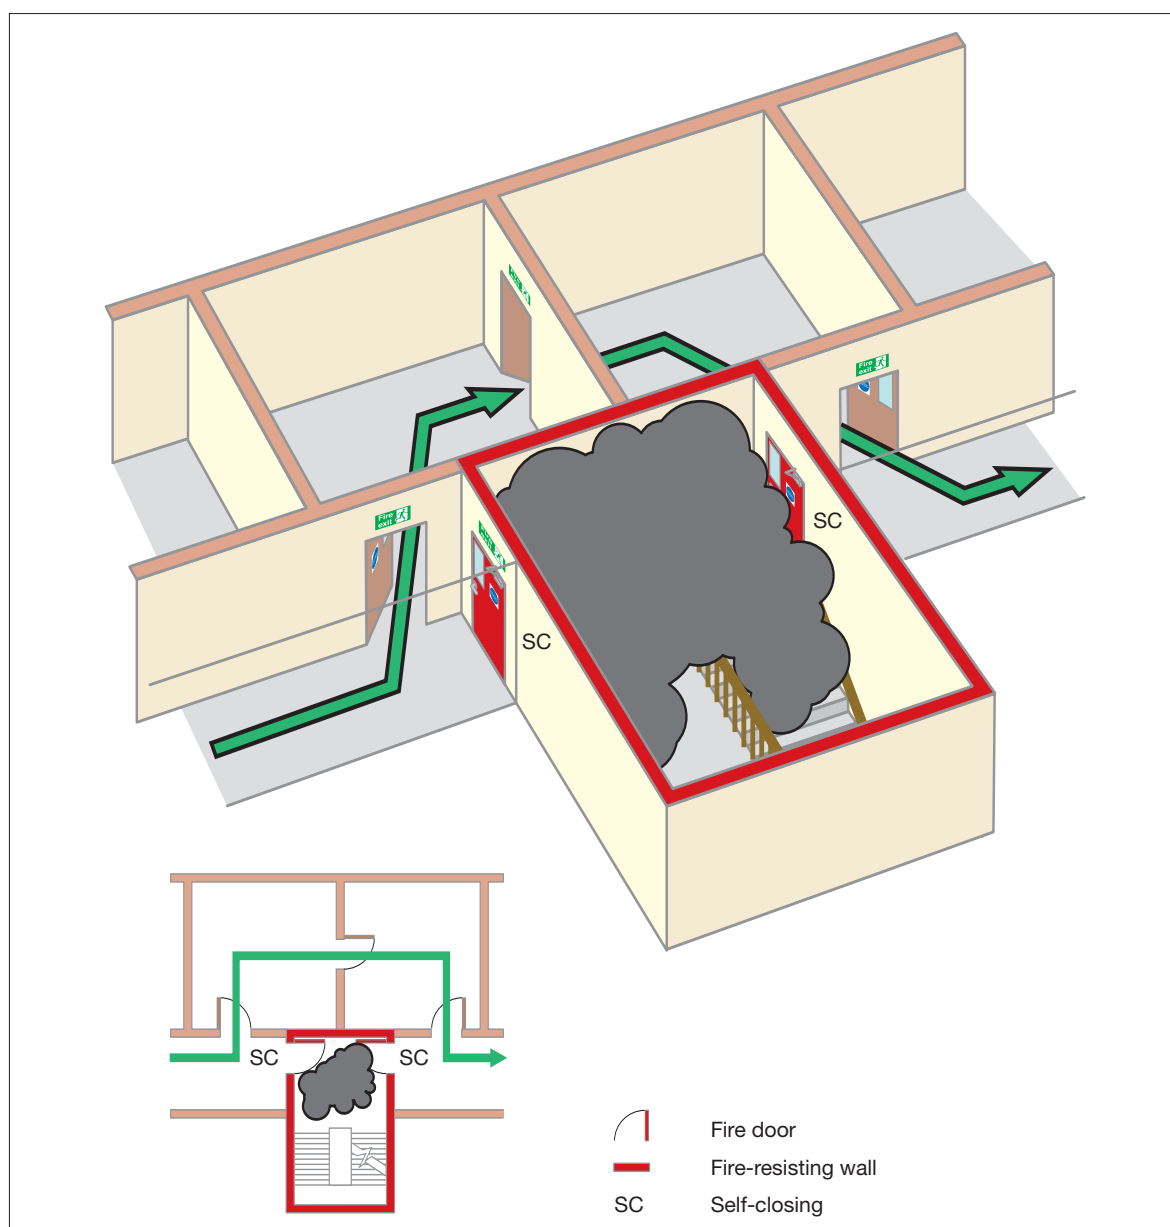 Fire
exit
Fire
exit
SC
SC
SC
SC
Fire door
Fire-resisting wall
SC
Self-closing